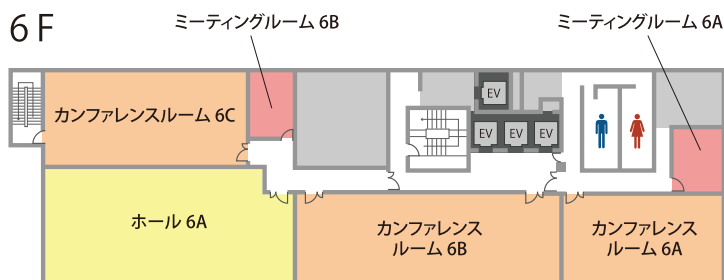 6F
ミーティングルーム 6B
ミーティングルーム 6A
EV
カンファレンスルーム 6C
EV
EV
EV
ホール 6A
カンファレンス
ルーム 6B
カンファレンス
ルーム 6A